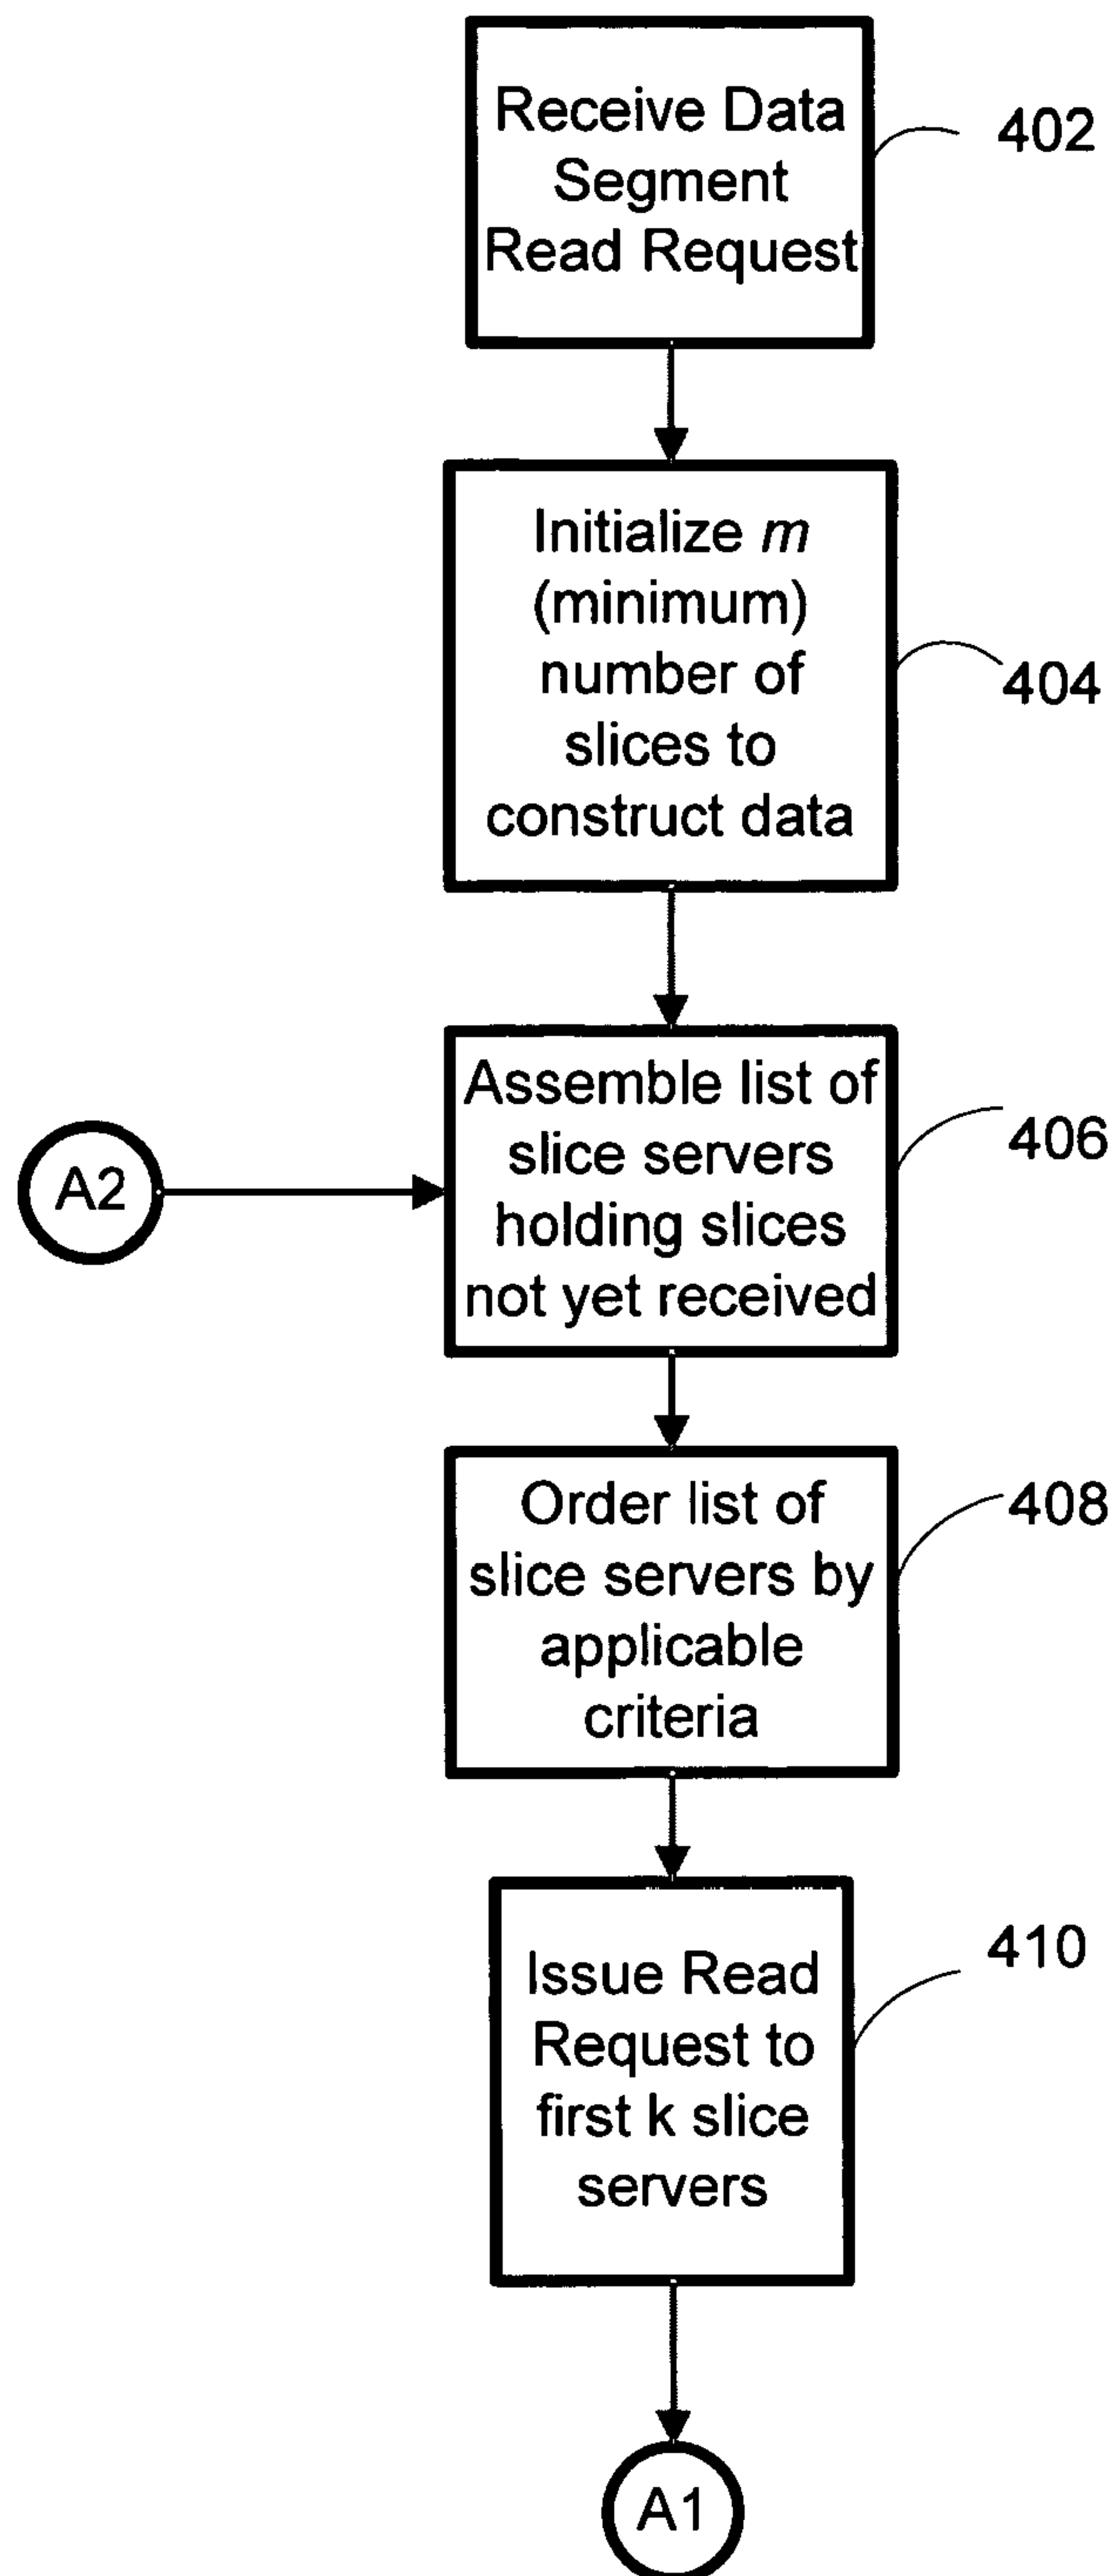 Receive Data
Segment
Read Request
402
Initialize m
(minimum)
number of
slices to
construct data
404
Assemble list of
slice servers
holding slices
not yet received
406
A2
Order list of
slice servers by
applicable
criteria
408
Issue Read
Request to
first k slice
servers
410
A1